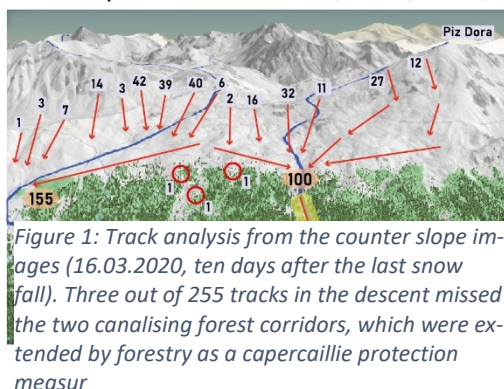 Piz Dora
12
27
11
32
6
40
39
42
3
14
16
2
7
3
1
1
1
1
100
155
Figure 1: Track analysis from the counter slope im-
ages (16.03.2020, ten days after the last snow
fall). Three out of 255 tracks in the descent missed
the two canalising forest corridors, which were ex-
tended by forestry as a capercaillie protection
measur